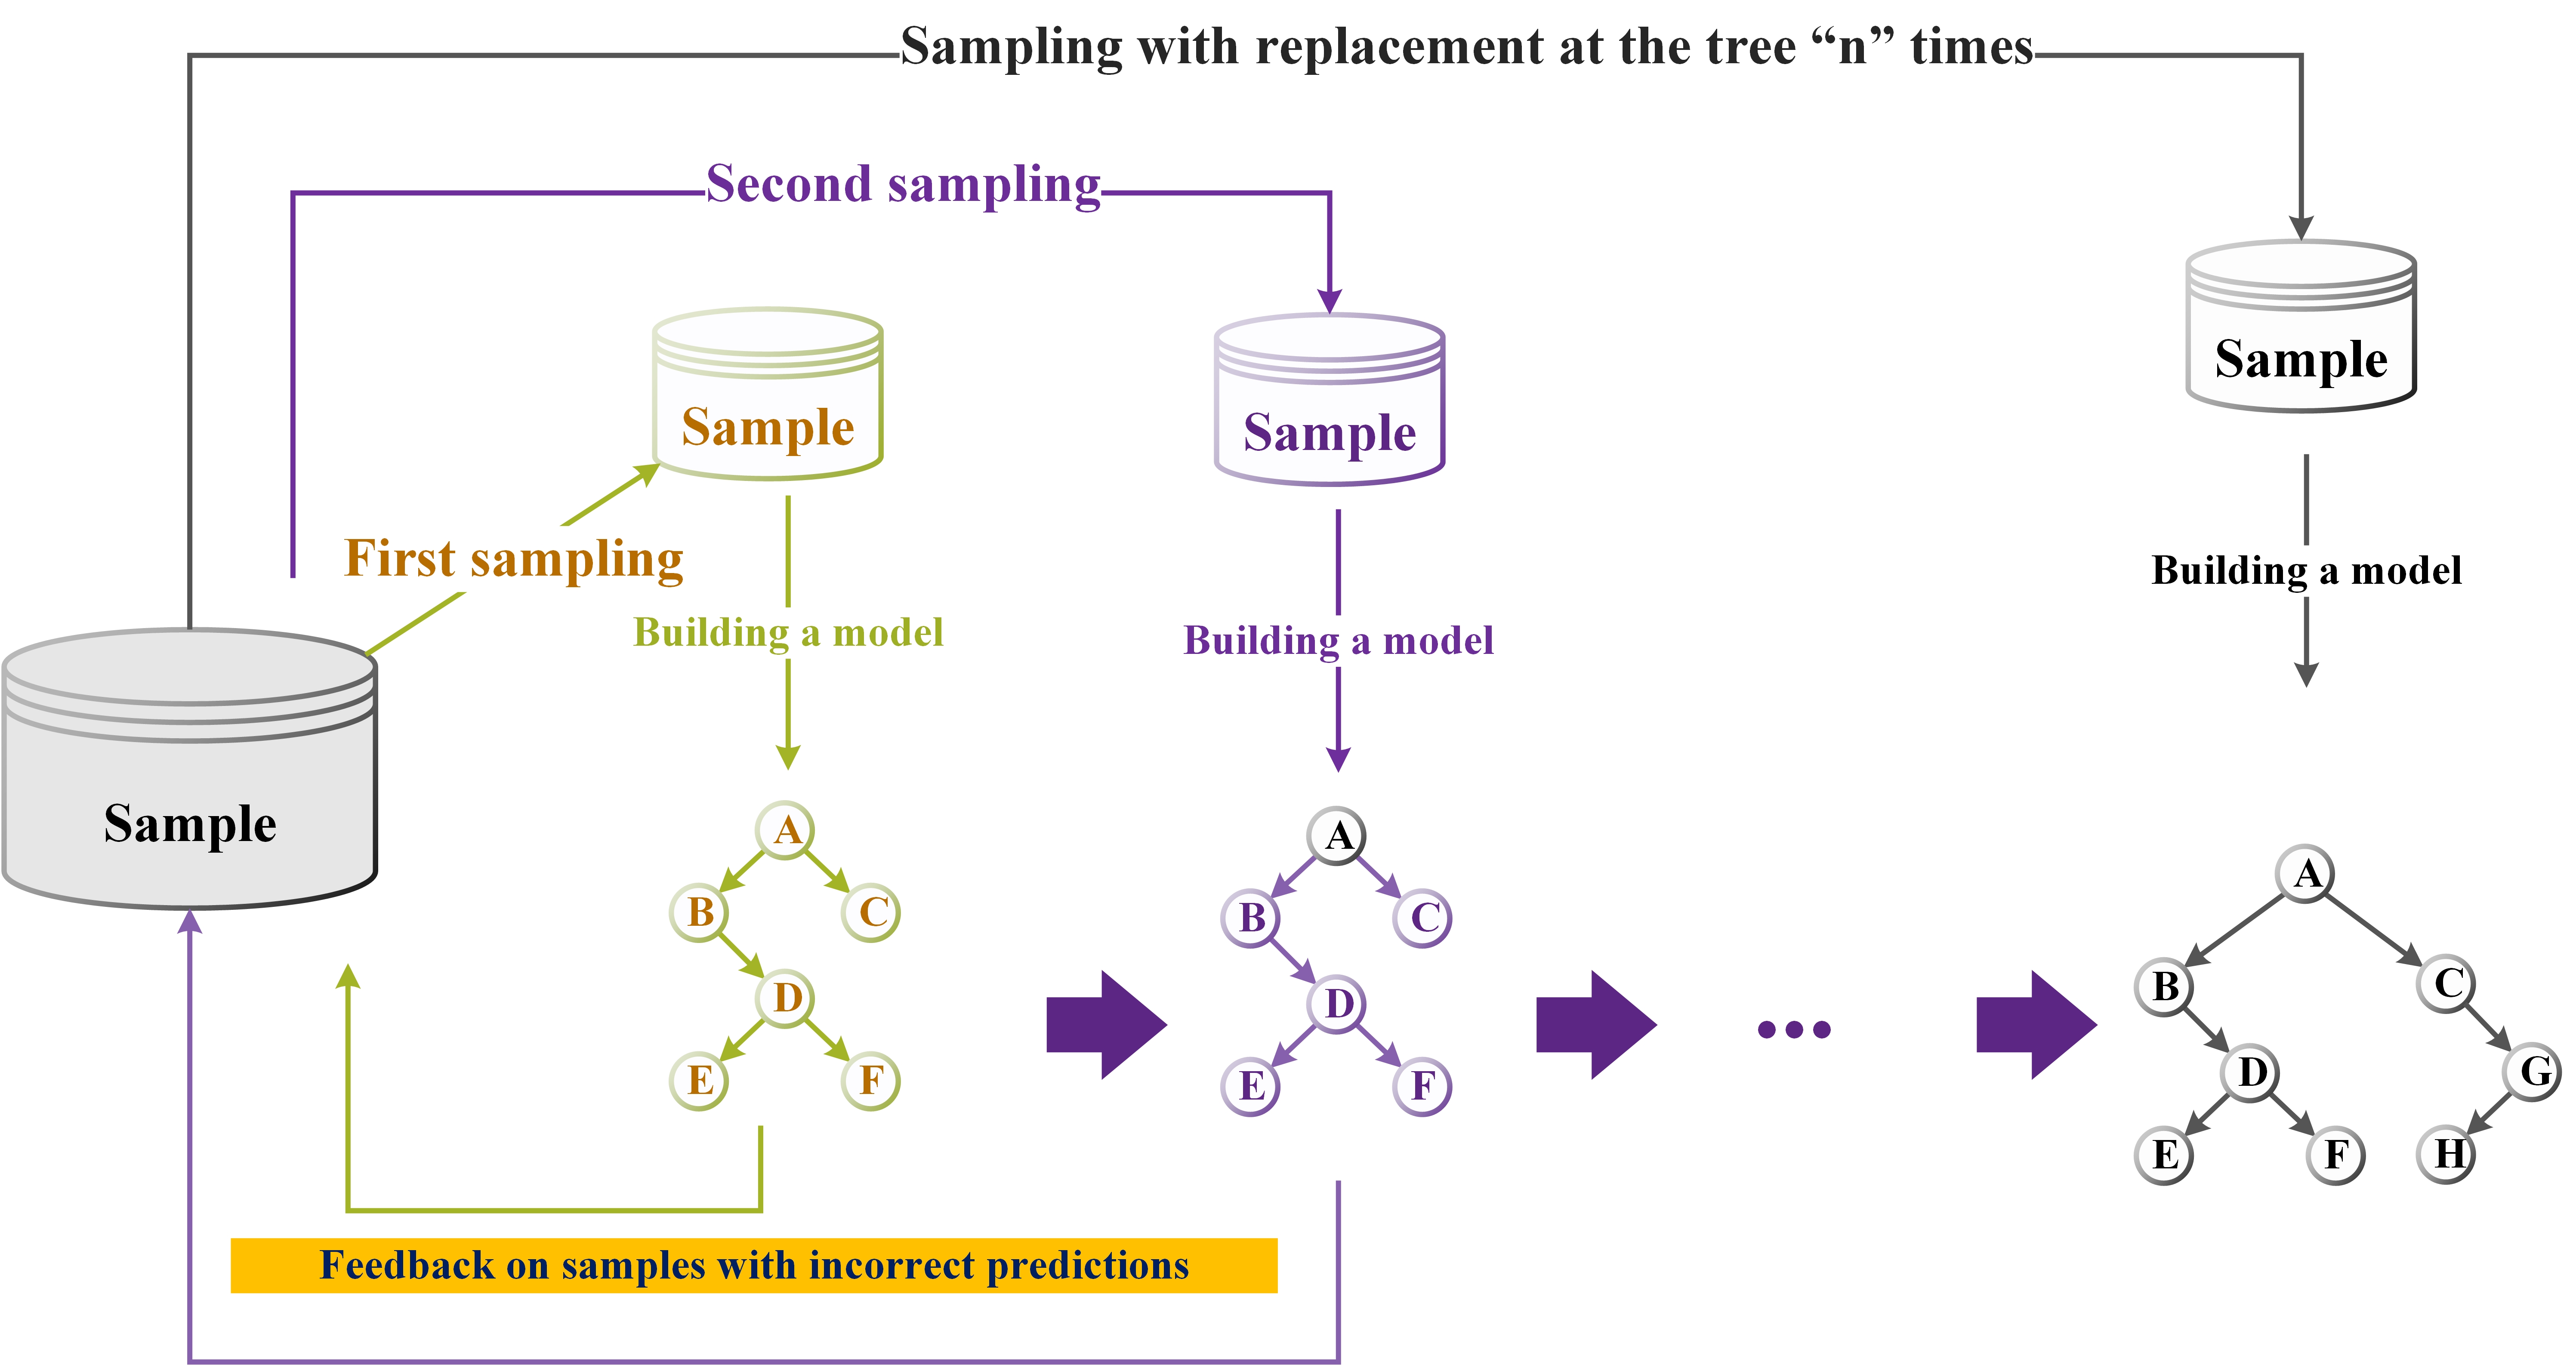 Sampling with replacement at the tree “n” times
Second sampling
Sample
Sample
Sample
First sampling
Building a model
Building a model
Building a model
Sample
A
B
C
D
E
F
A
B
C
D
E
F
A
B
C
D
G
E
F
H
Feedback on samples with incorrect predictions